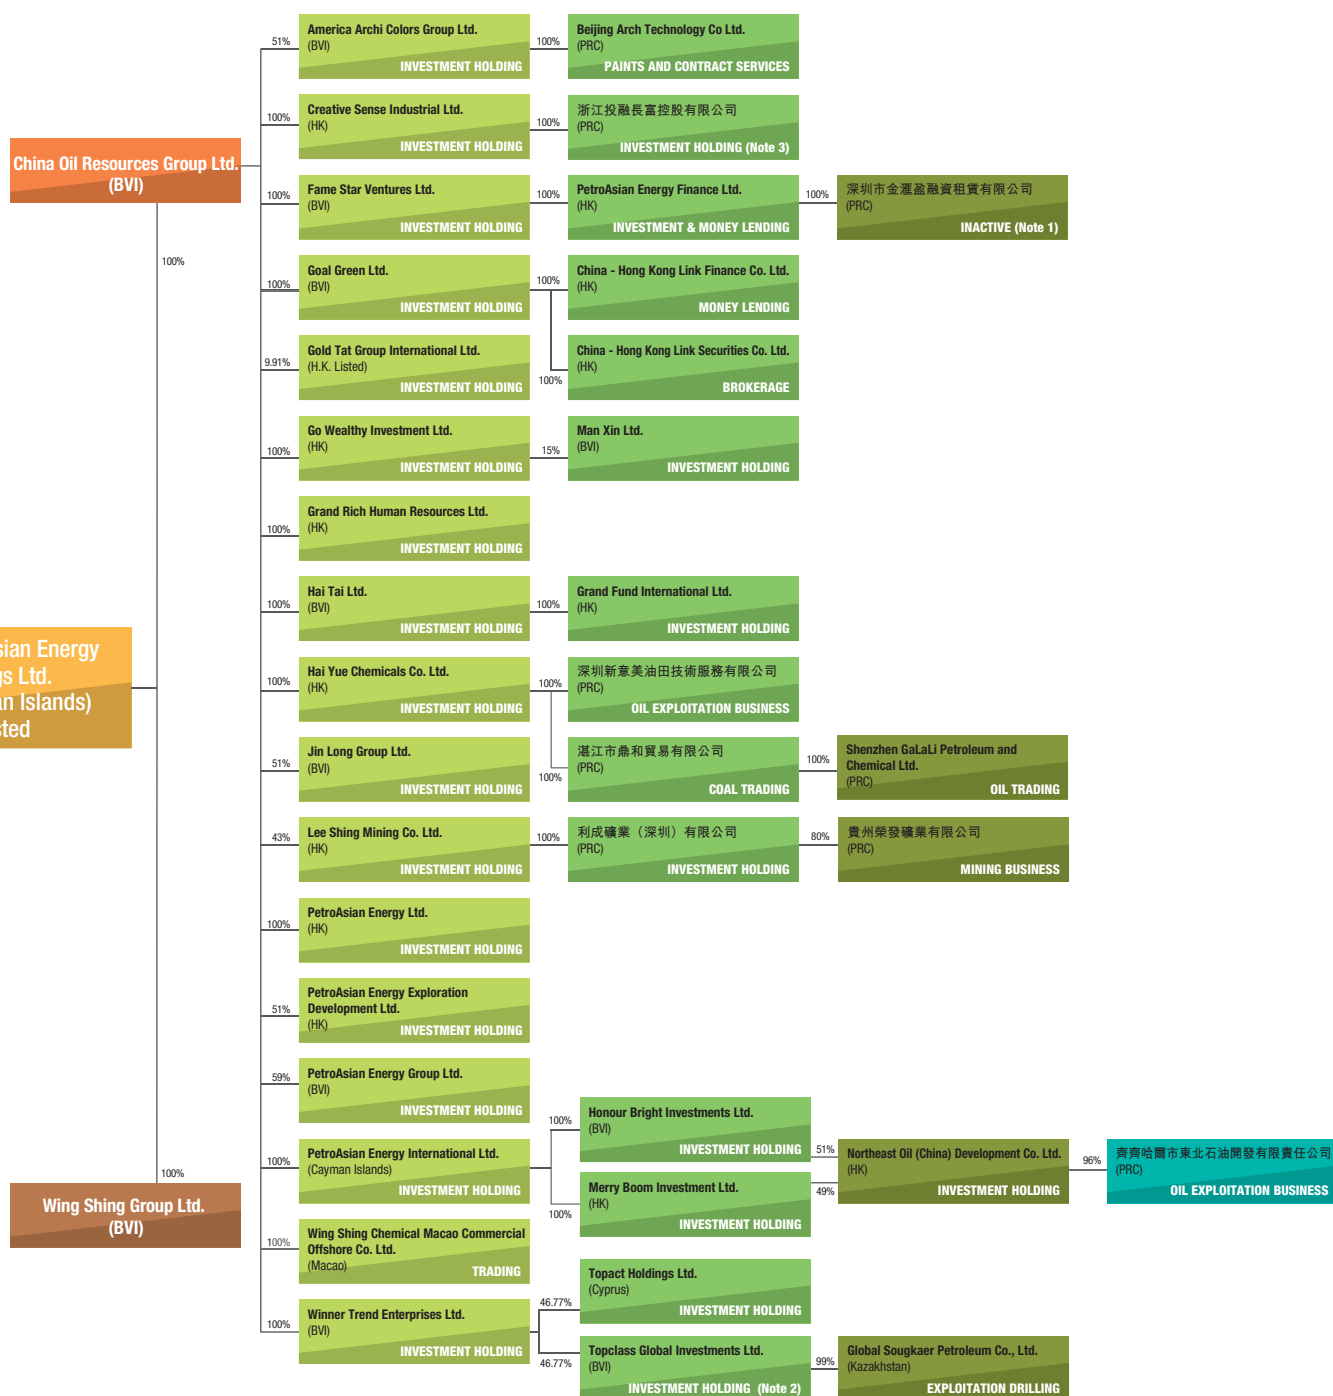 America Archi Colors Group Ltd.
(BVI)
INVESTMENT HOLDING
51%
100%
Beijing Arch Technology Co Ltd.
(PRC)
PAINTS AND CONTRACT SERVICES
Creative Sense Industrial Ltd.
(HK)
INVESTMENT HOLDING
100%
100%
浙江投融長富控股有限公司
(PRC)
INVESTMENT HOLDING (Note 3)
China Oil Resources Group Ltd.
(BVI)
100%
Fame Star Ventures Ltd.
(BVI)
INVESTMENT HOLDING
100%
100%
PetroAsian Energy Finance Ltd.
(HK)
INVESTMENT & MONEY LENDING
100%
深圳市金滙盈融資租賃有限公司
(PRC)
INACTIVE (Note 1)
Goal Green Ltd.
(BVI)
INVESTMENT HOLDING
100%
100%
China - Hong Kong Link Finance Co. Ltd.
(HK)
MONEY LENDING
Gold Tat Group International Ltd.
(H.K. Listed)
INVESTMENT HOLDING
9.91%
100%
China - Hong Kong Link Securities Co. Ltd.
(HK)
BROKERAGE
Go Wealthy Investment Ltd.
(HK)
INVESTMENT HOLDING
100%
15%
Man Xin Ltd.
(BVI)
INVESTMENT HOLDING
Grand Rich Human Resources Ltd.
(HK)
INVESTMENT HOLDING
100%
Hai Tai Ltd.
(BVI)
INVESTMENT HOLDING
100%
100%
Grand Fund International Ltd.
(HK)
INVESTMENT HOLDING
sian Energy
gs Ltd.
an Islands)
sted
Hai Yue Chemicals Co. Ltd.
(HK)
INVESTMENT HOLDING
100%
100%
深圳新意美油田技術服務有限公司
(PRC)
OIL EXPLOITATION BUSINESS
Jin Long Group Ltd.
(BVI)
INVESTMENT HOLDING
51%
100%
湛江市鼎和貿易有限公司
(PRC)
COAL TRADING
100%
Shenzhen GaLaLi Petroleum and
Chemical Ltd.
(PRC)
OIL TRADING
Lee Shing Mining Co. Ltd.
(HK)
INVESTMENT HOLDING
43%
100%
利成礦業（深圳）有限公司
(PRC)
INVESTMENT HOLDING
80%
貴州榮發礦業有限公司
(PRC)
MINING BUSINESS
PetroAsian Energy Ltd.
(HK)
INVESTMENT HOLDING
100%
PetroAsian Energy Exploration
Development Ltd.
(HK)
INVESTMENT HOLDING
51%
PetroAsian Energy Group Ltd.
(BVI)
INVESTMENT HOLDING
59%
PetroAsian Energy International Ltd.
(Cayman Islands)
INVESTMENT HOLDING
100%
100%
Honour Bright Investments Ltd.
(BVI)
INVESTMENT HOLDING
51%
Northeast Oil (China) Development Co. Ltd.
(HK)
INVESTMENT HOLDING
96%
齊齊哈爾市東北石油開發有限責任公司
(PRC)
OIL EXPLOITATION BUSINESS
100%
Merry Boom Investment Ltd.
(HK)
INVESTMENT HOLDING
49%
100%
Wing Shing Group Ltd.
(BVI)
Wing Shing Chemical Macao Commercial
Offshore Co. Ltd.
(Macao)
TRADING
100%
Winner Trend Enterprises Ltd.
(BVI)
INVESTMENT HOLDING
100%
46.77%
Topact Holdings Ltd.
(Cyprus)
INVESTMENT HOLDING
46.77%
Topclass Global Investments Ltd.
(BVI)
INVESTMENT HOLDING (Note 2)
99%
Global Sougkaer Petroleum Co., Ltd.
(Kazakhstan)
EXPLOITATION DRILLING